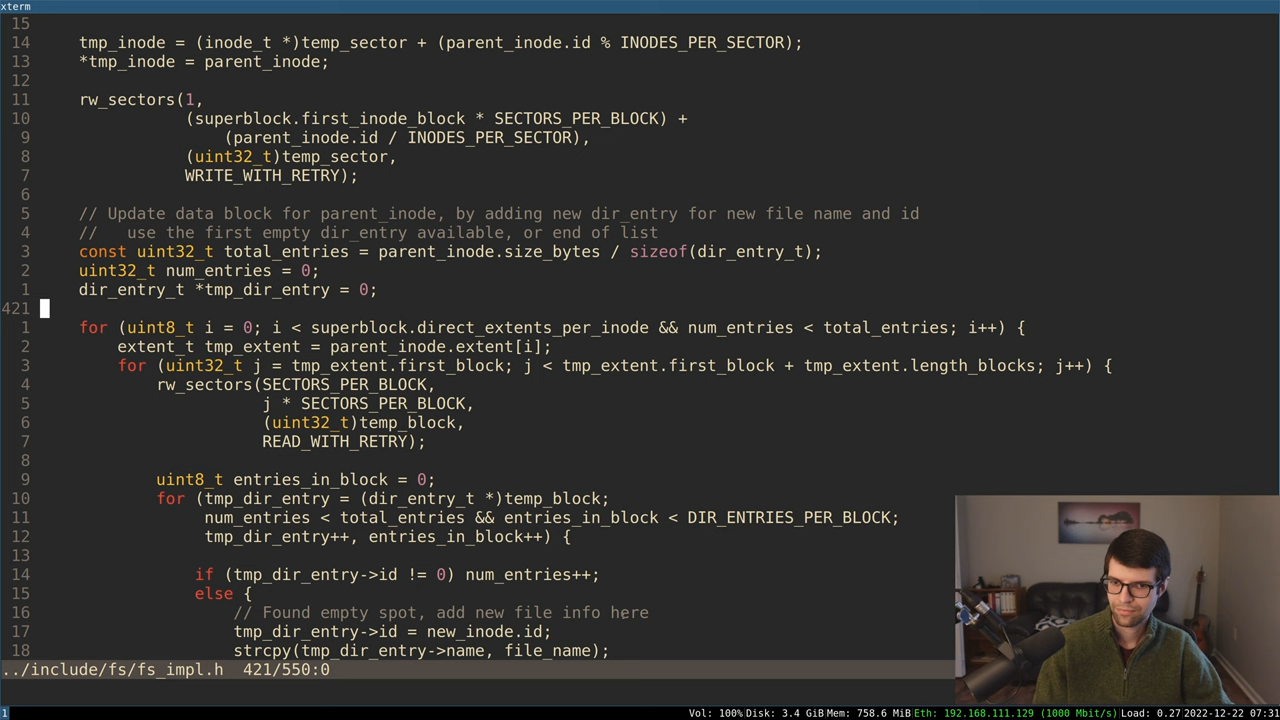 xterm
15
14 tmp_inode = (inode_t *)temp_sector + (parent_inode.id % INODES_PER_SECTOR);
13 *tmp_inode = parent_inode;
12
11 rw_sectors(1,
10 (superblock.first_inode_block * SECTORS_PER_BLOCK) +
9 (parent_inode.id / INODES_PER_SECTOR),
8 (uint32_t)temp_sector,
7 WRITE_WITH_RETRY);
6
5 // Update data block for parent_inode, by adding new dir_entry for new file name and id
4 //   use the first empty dir_entry available, or end of list
3 const uint32_t total_entries = parent_inode.size_bytes / sizeof(dir_entry_t);
2 uint32_t num_entries = 0;
1 dir_entry_t *tmp_dir_entry = 0;
421
1 for (uint8_t i = 0; i < superblock.direct_extents_per_inode && num_entries < total_entries; i++) {
2 extent_t tmp_extent = parent_inode.extent[i];
3 for (uint32_t j = tmp_extent.first_block; j < tmp_extent.first_block + tmp_extent.length_blocks; j++) {
4 rw_sectors(SECTORS_PER_BLOCK,
5 j * SECTORS_PER_BLOCK,
6 (uint32_t)temp_block,
7 READ_WITH_RETRY);
8
9 uint8_t entries_in_block = 0;
10 for (tmp_dir_entry = (dir_entry_t *)temp_block;
11 num_entries < total_entries && entries_in_block < DIR_ENTRIES_PER_BLOCK;
12 tmp_dir_entry++, entries_in_block++) {
13
14 if (tmp_dir_entry->id != 0) num_entries++;
15 else {
16 // Found empty spot, add new file info here
17 tmp_dir_entry->id = new_inode.id;
18 strcpy(tmp_dir_entry->name, file_name);
../include/fs/fs_impl.h  421/550:0
1 Vol: 100% Disk: 3.4 GiB Mem: 758.6 MiB Eth: 192.168.111.129 (1000 Mbit/s) Load: 0.27 2022-12-22 07:31